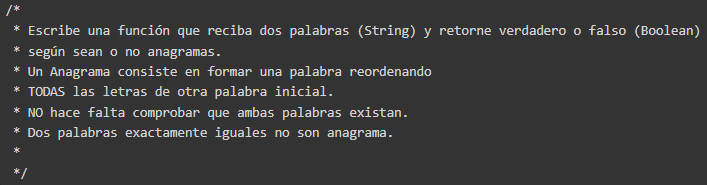 /*
* Escribe una función que reciba dos palabras (String) y retorne verdadero o falso (Boolean)
* según sean o no anagramas.
* Un Anagrama consiste en formar una palabra reordenando
* TODAS las letras de otra palabra inicial.
* NO hace falta comprobar que ambas palabras existan.
* Dos palabras exactamente iguales no son anagrama.
*
*/